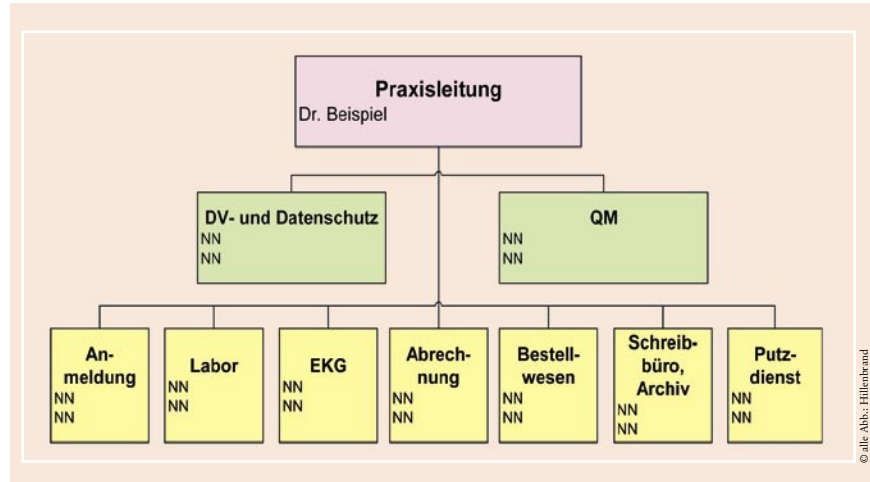 Praxisleitung
Dr. Beispiel
DV- und Datenschutz
NN
NN
QM
NN
NN
An-
meldung
NN
NN
Labor
NN
NN
EKG
NN
NN
Abrech-
nung
NN
NN
Bestell-
wesen
NN
NN
Schreib-
büro,
Archiv
NN
NN
Putz-
dienst
NN
NN
© alle Abb.: Hillenbrand